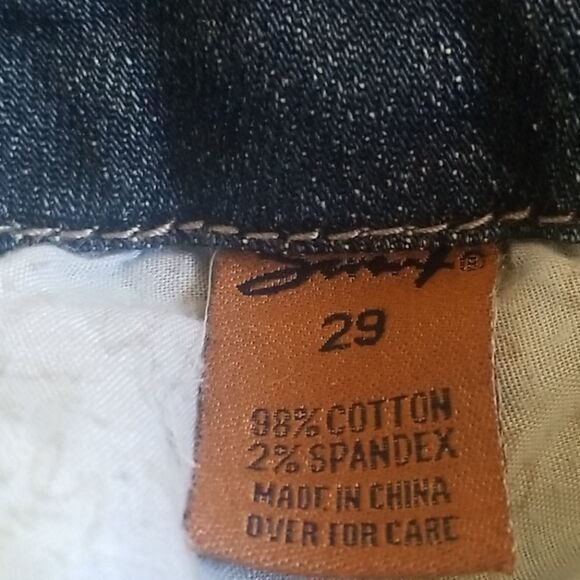 29
98% COTTON
2% SPANDEX
MADE IN CHINA
OVER FOR CARE